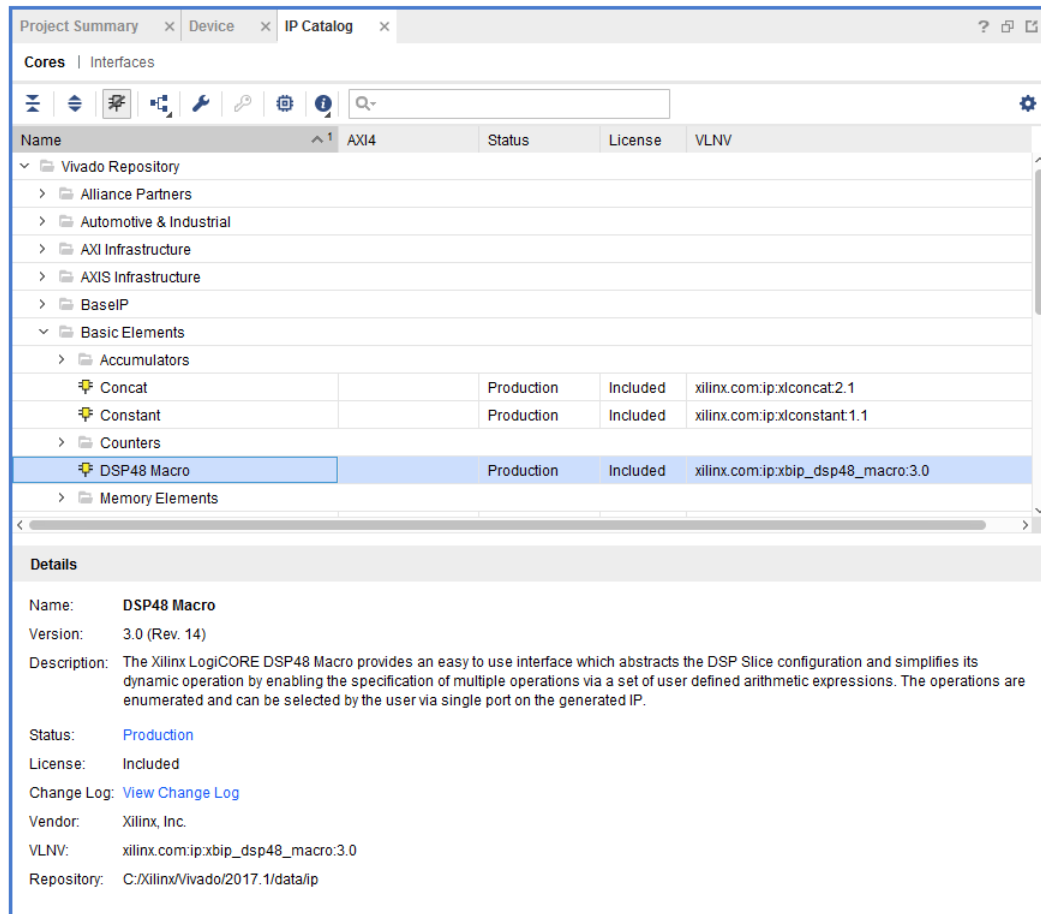 Project Summary × Device × IP Catalog × ?
Cores | Interfaces
Name 1 AXI4 Status License VLNV
Vivado Repository
Alliance Partners
Automotive & Industrial
AXI Infrastructure
AXIS Infrastructure
BaseIP
Basic Elements
Accumulators
Concat Production Included xilinx.com:ip:xlconcat:2.1
Constant Production Included xilinx.com:ip:xlconstant:1.1
Counters
DSP48 Macro Production Included xilinx.com:ip:xbip_dsp48_macro:3.0
Memory Elements
Details
Name: DSP48 Macro
Version: 3.0 (Rev. 14)
Description: The Xilinx LogiCORE DSP48 Macro provides an easy to use interface which abstracts the DSP Slice configuration and simplifies its
dynamic operation by enabling the specification of multiple operations via a set of user defined arithmetic expressions. The operations are
enumerated and can be selected by the user via single port on the generated IP.
Status: Production
License: Included
Change Log: View Change Log
Vendor: Xilinx, Inc.
VLNV: xilinx.com:ip:xbip_dsp48_macro:3.0
Repository: C:/Xilinx/Vivado/2017.1/data/ip